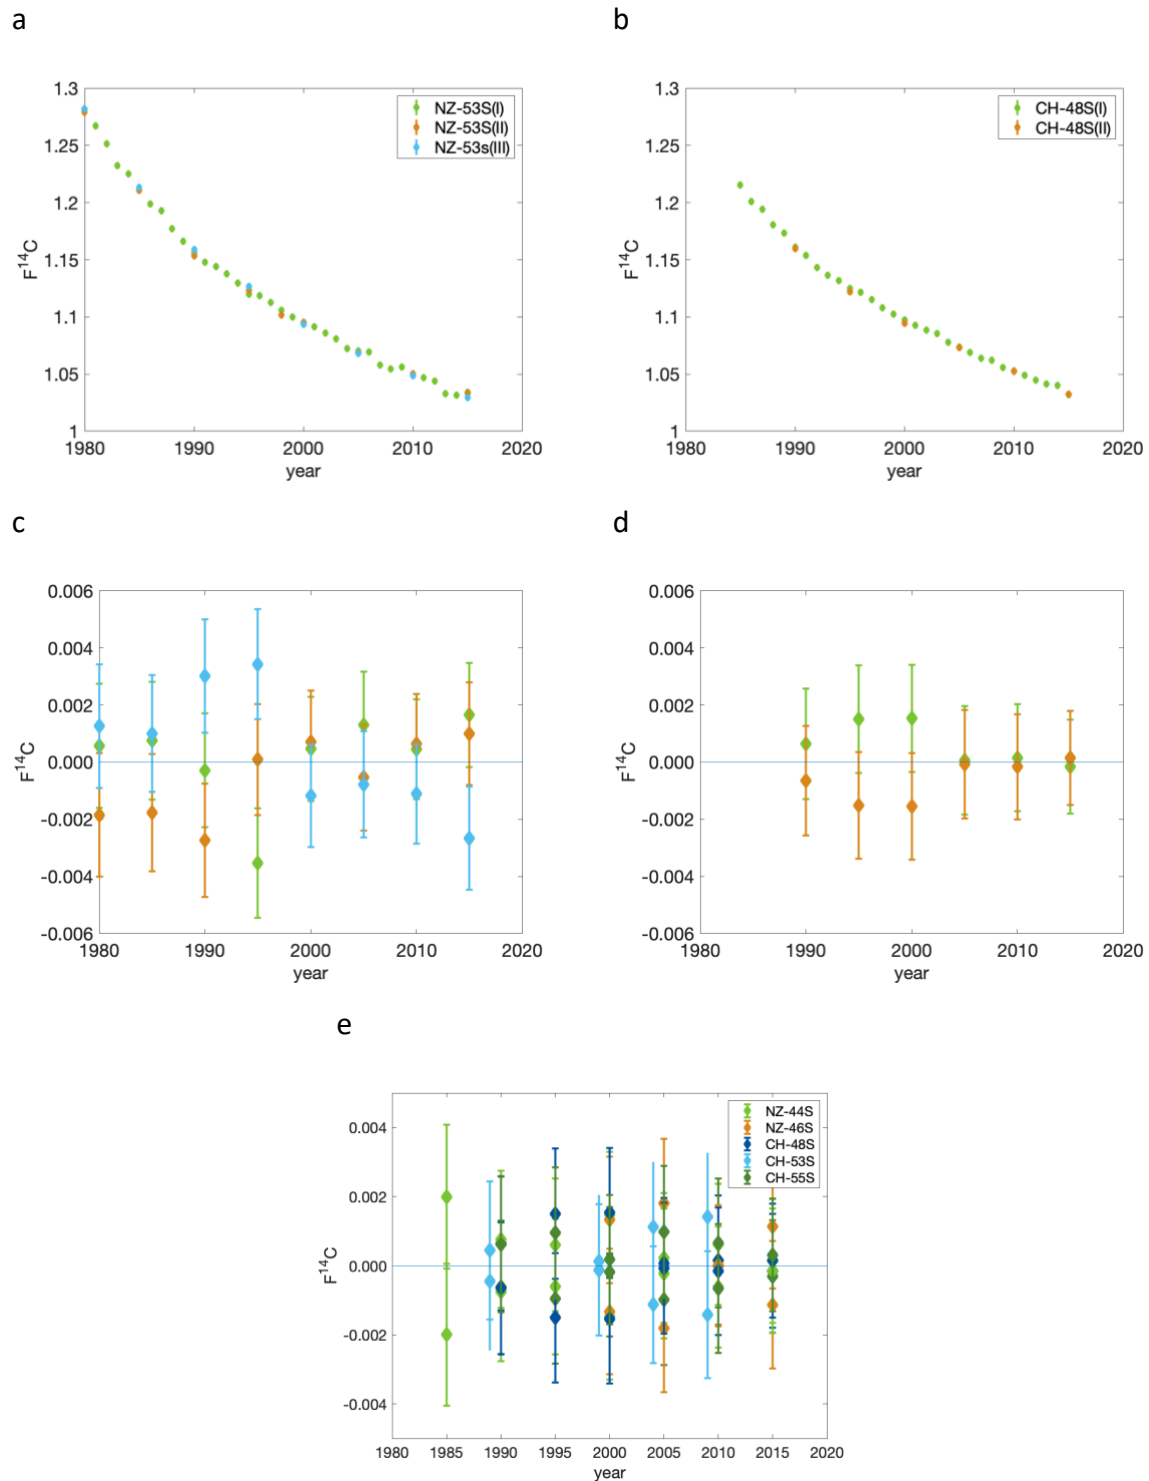 a
b
1.3
1.25
1.2
1.15
1.1
1.05
1
F¹⁴C
1980
1990
2000
2010
2020
year
NZ-53S(I)
NZ-53S(II)
NZ-53s(III)
1.3
1.25
1.2
1.15
1.1
1.05
1
F¹⁴C
1980
1990
2000
2010
2020
year
CH-48S(I)
CH-48S(II)
c
d
0.006
0.004
0.002
0.000
-0.002
-0.004
-0.006
F¹⁴C
1980
1990
2000
2010
2020
year
0.006
0.004
0.002
0.000
-0.002
-0.004
-0.006
F¹⁴C
1980
1990
2000
2010
2020
year
e
0.004
0.002
0.000
-0.002
-0.004
F¹⁴C
1980
1985
1990
1995
2000
2005
2010
2015
2020
year
NZ-44S
NZ-46S
CH-48S
CH-53S
CH-55S